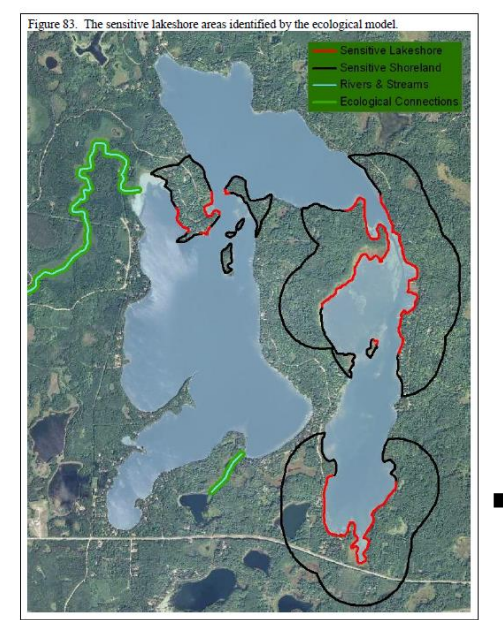 Figure 83. The sensitive lakeshore areas identified by the ecological model.
Sensitive Lakeshore
Sensitive Shoreland
Rivers & Streams
Ecological Connections